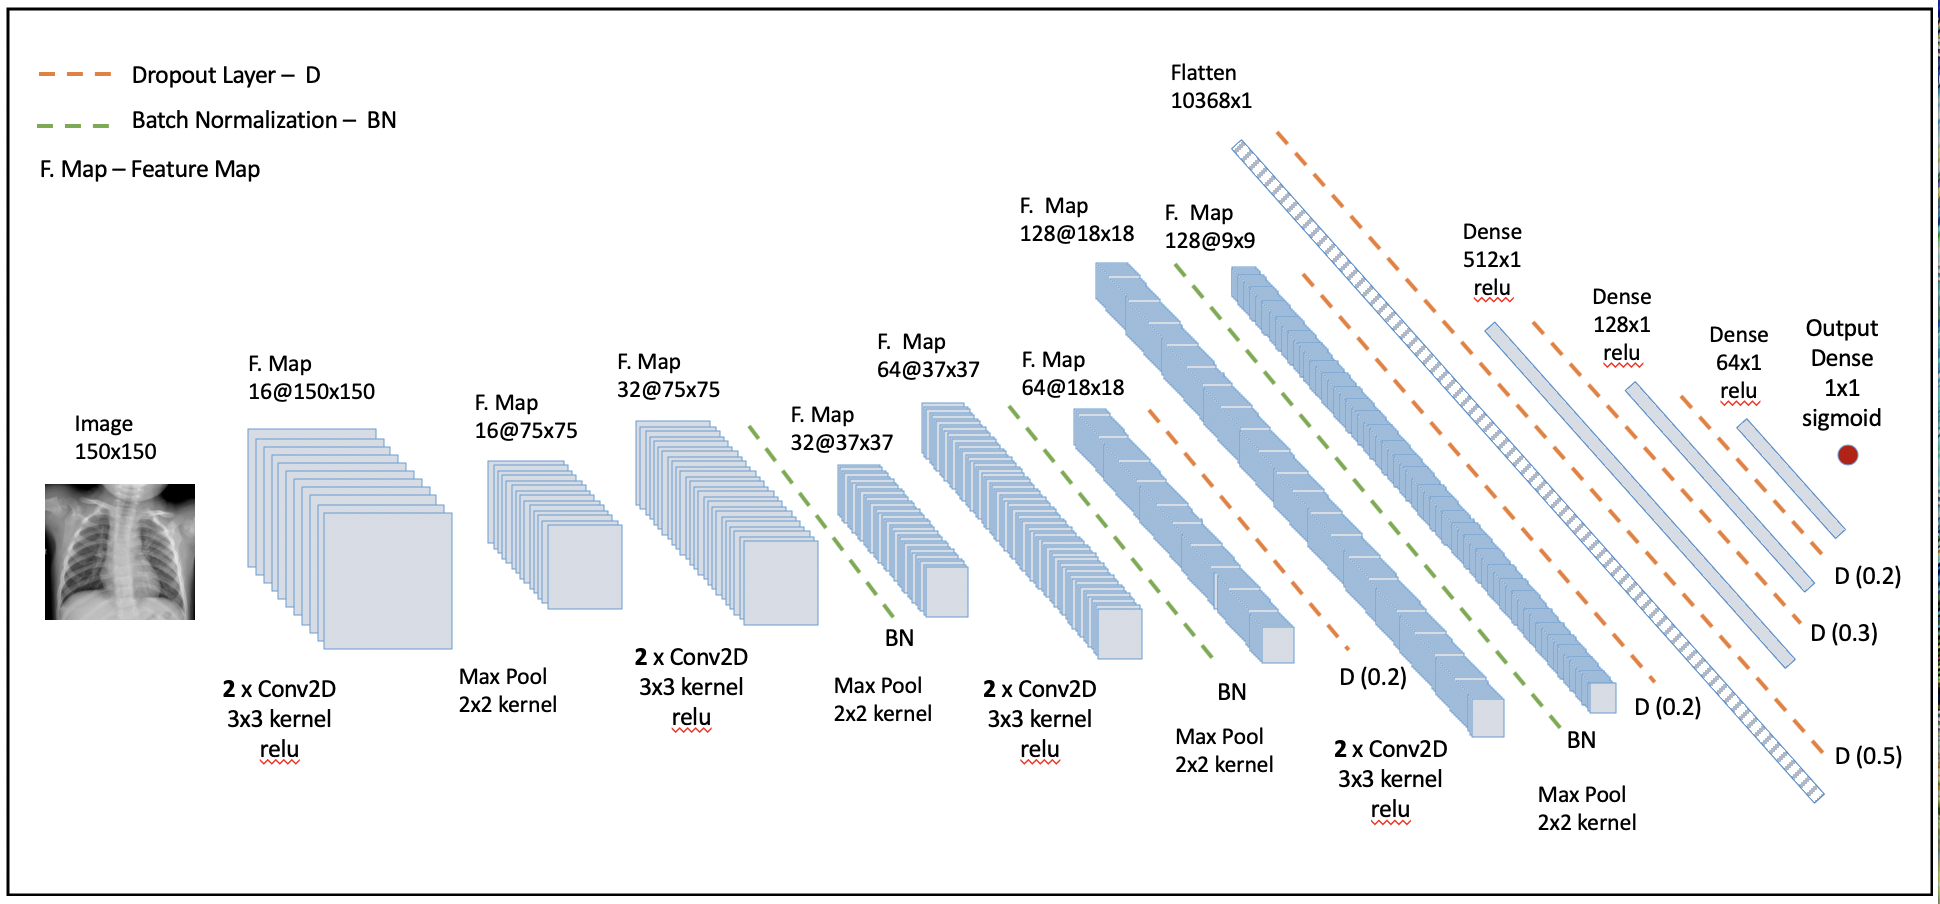 Dropout Layer – D
Batch Normalization – BN
F. Map – Feature Map
Image
150x150
F. Map
16@150x150
2 x Conv2D
3x3 kernel
relu
F. Map
16@75x75
Max Pool
2x2 kernel
F. Map
32@75x75
2 x Conv2D
3x3 kernel
relu
BN
F. Map
32@37x37
Max Pool
2x2 kernel
F. Map
64@37x37
2 x Conv2D
3x3 kernel
relu
BN
F. Map
64@18x18
Max Pool
2x2 kernel
D (0.2)
F. Map
128@18x18
2 x Conv2D
3x3 kernel
relu
BN
F. Map
128@9x9
Max Pool
2x2 kernel
D (0.2)
Flatten
10368x1
D (0.5)
Dense
512x1
relu
D (0.3)
Dense
128x1
relu
D (0.2)
Dense
64x1
relu
Output
Dense
1x1
sigmoid